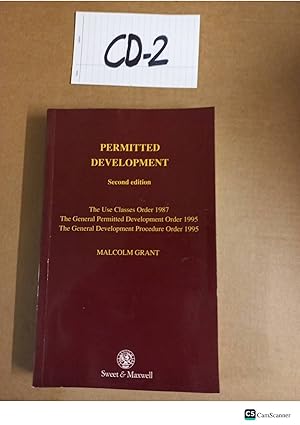 CD-2
PERMITTED
DEVELOPMENT
Second edition
The Use Classes Order 1987
The General Permitted Development Order 1995
The General Development Procedure Order 1995
MALCOLM GRANT
Sweet & Maxwell
CS CamScanner